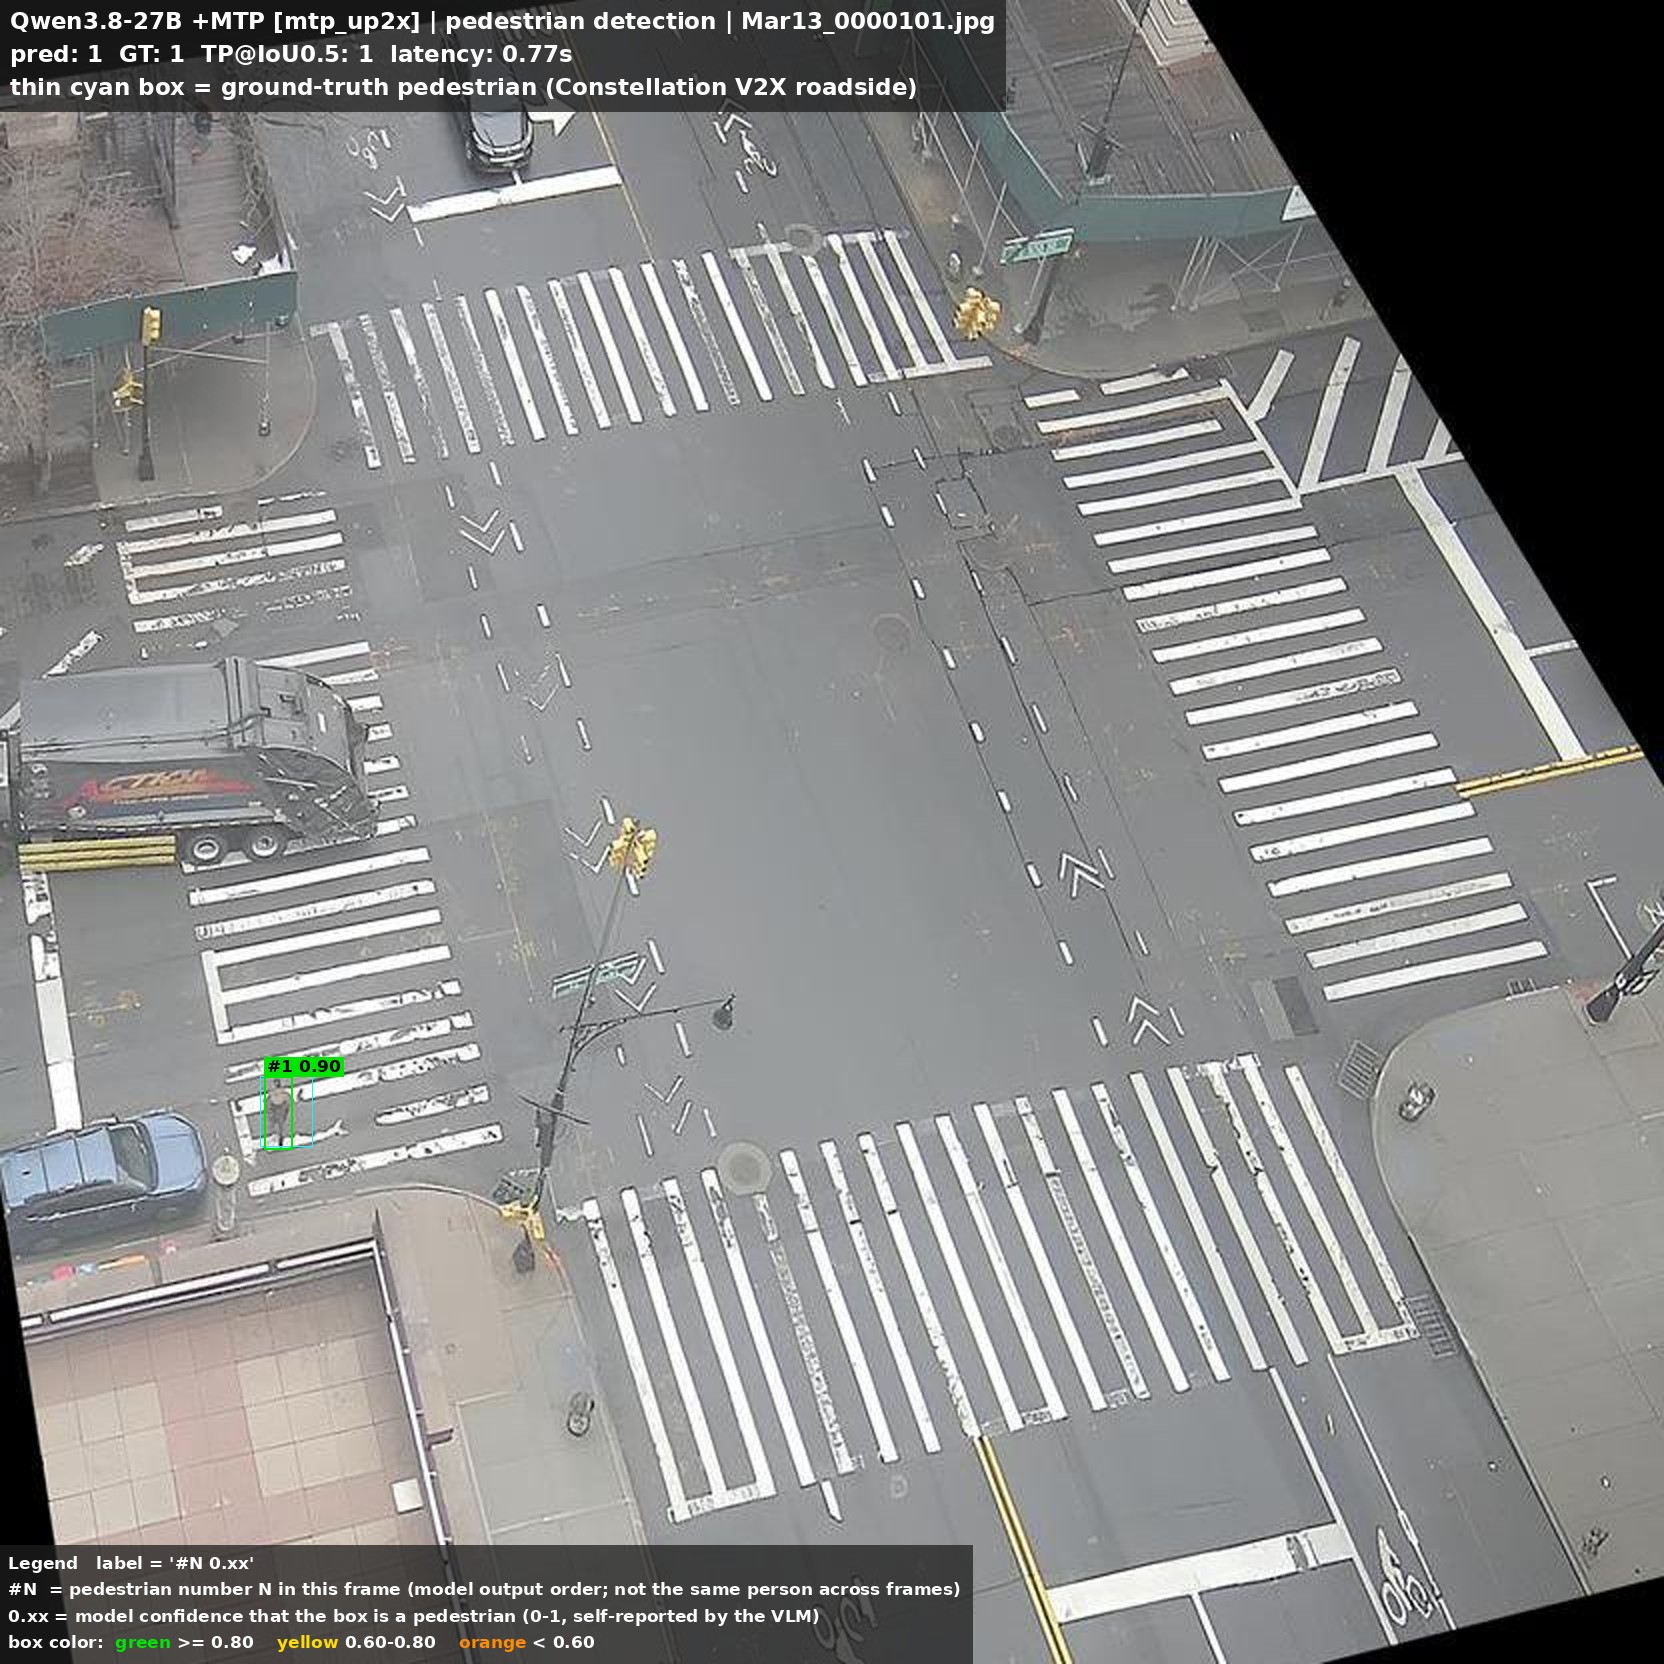 Qwen3.8-27B +MTP [mtp_up2x] | pedestrian detection | Mar13_0000101.jpg
pred: 1  GT: 1  TP@IoU0.5: 1  latency: 0.77s
thin cyan box = ground-truth pedestrian (Constellation V2X roadside)
#1 0.90
Legend   label = '#N 0.xx'
#N  = pedestrian number N in this frame (model output order; not the same person across frames)
0.xx = model confidence that the box is a pedestrian (0-1, self-reported by the VLM)
box color:  green >= 0.80    yellow 0.60-0.80    orange < 0.60